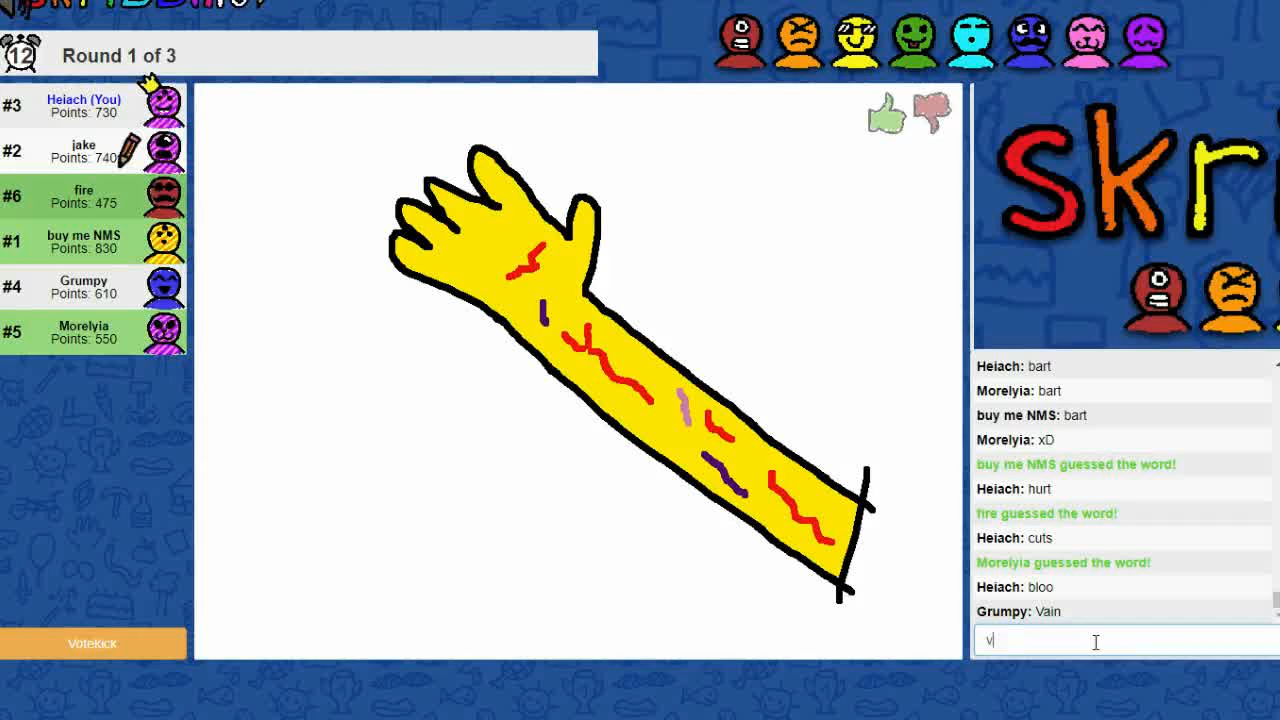 12
Round 1 of 3
#3 Heiach (You)
Points: 730
#2 jake
Points: 740
#6 fire
Points: 475
#1 buy me NMS
Points: 830
#4 Grumpy
Points: 610
#5 Morelyia
Points: 550
Votekick
skr
Heiach: bart
Morelyia: bart
buy me NMS: bart
Morelyia: xD
buy me NMS guessed the word!
Heiach: hurt
fire guessed the word!
Heiach: cuts
Morelyia guessed the word!
Heiach: bloo
Grumpy: Vain
v